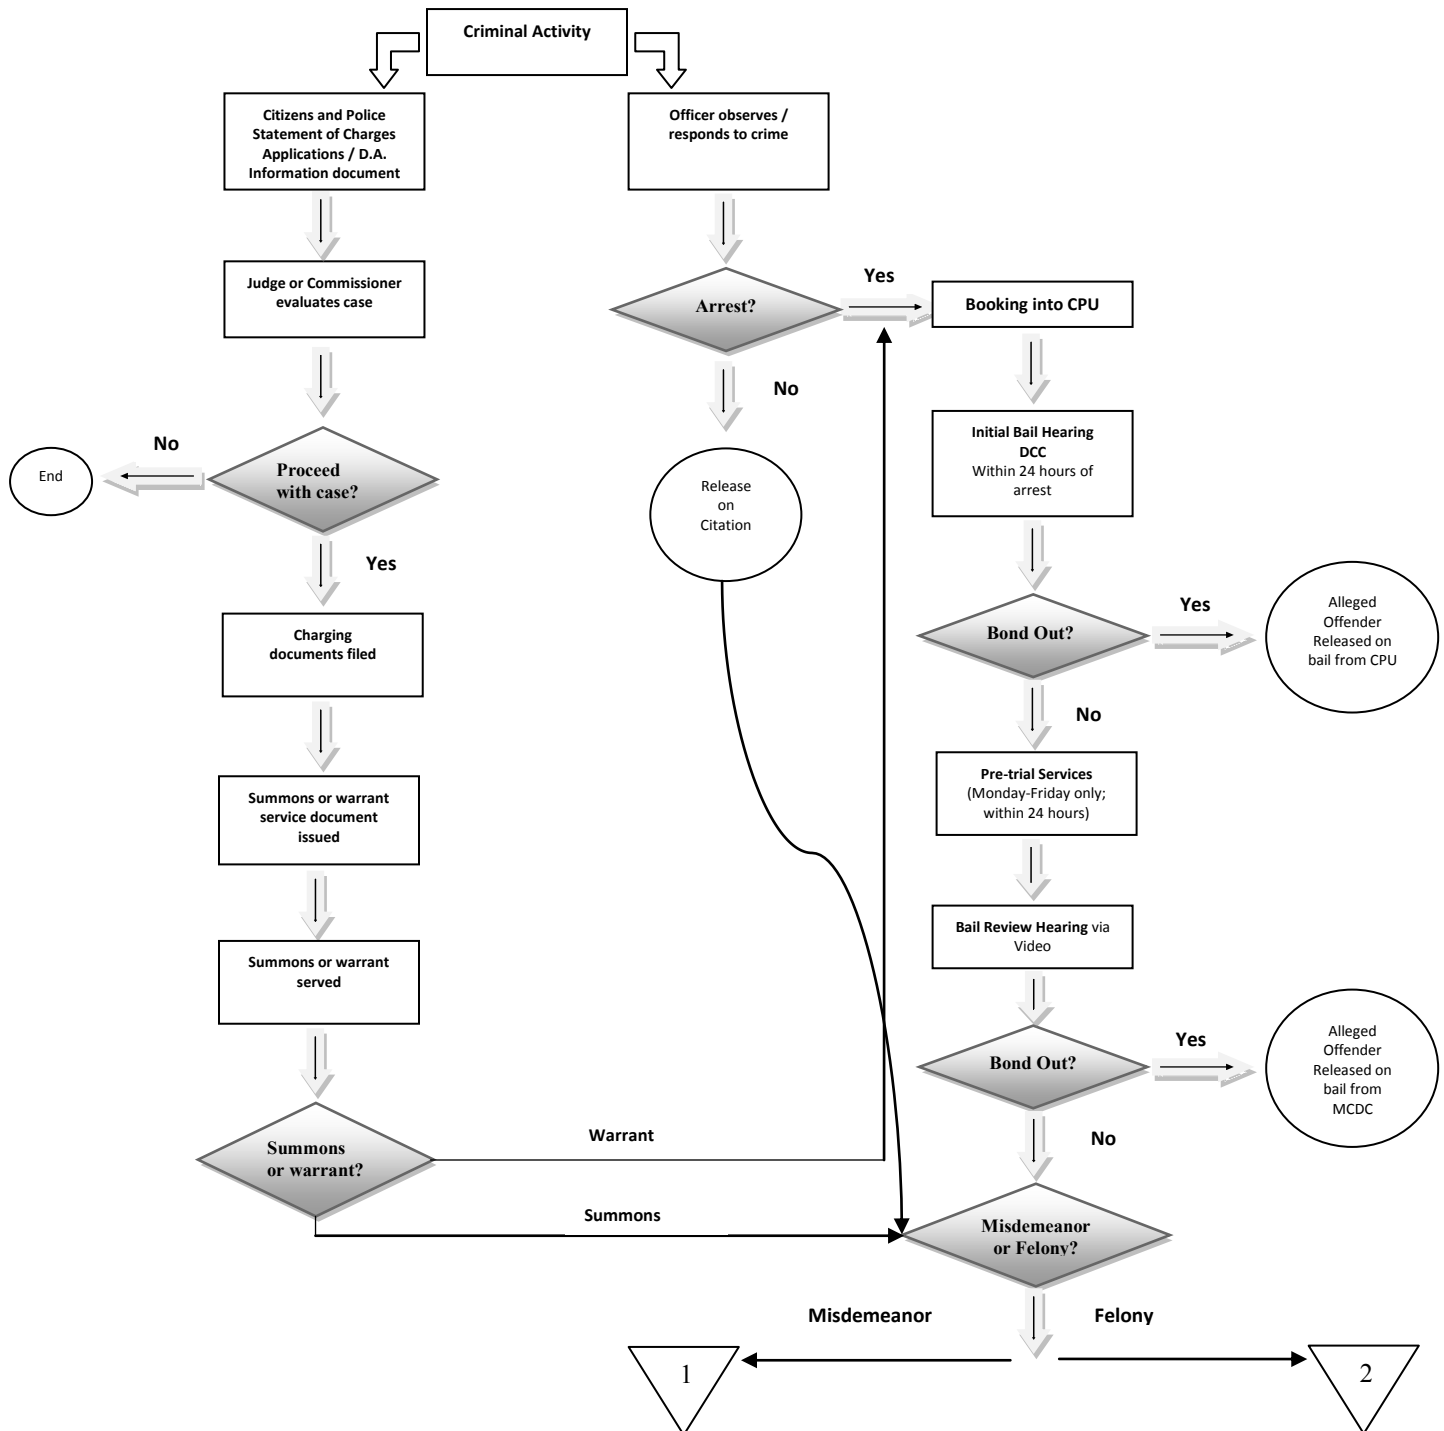 Criminal Activity
Citizens and Police
Statement of Charges
Applications / D.A.
Information document
Officer observes /
responds to crime
Judge or Commissioner
evaluates case
Arrest?
Yes
Booking into CPU
No
Initial Bail Hearing
DCC
Within 24 hours of
arrest
No
End
Proceed
with case?
Release
on
Citation
Yes
Charging
documents filed
Bond Out?
Yes
Alleged
Offender
Released on
bail from CPU
No
Summons or warrant
service document
issued
Pre-trial Services
(Monday-Friday only;
within 24 hours)
Summons or warrant
served
Bail Review Hearing via
Video
Bond Out?
Yes
Alleged
Offender
Released on
bail from
MCDC
No
Summons
or warrant?
Warrant
Summons
Misdemeanor
or Felony?
Misdemeanor
Felony
1
2